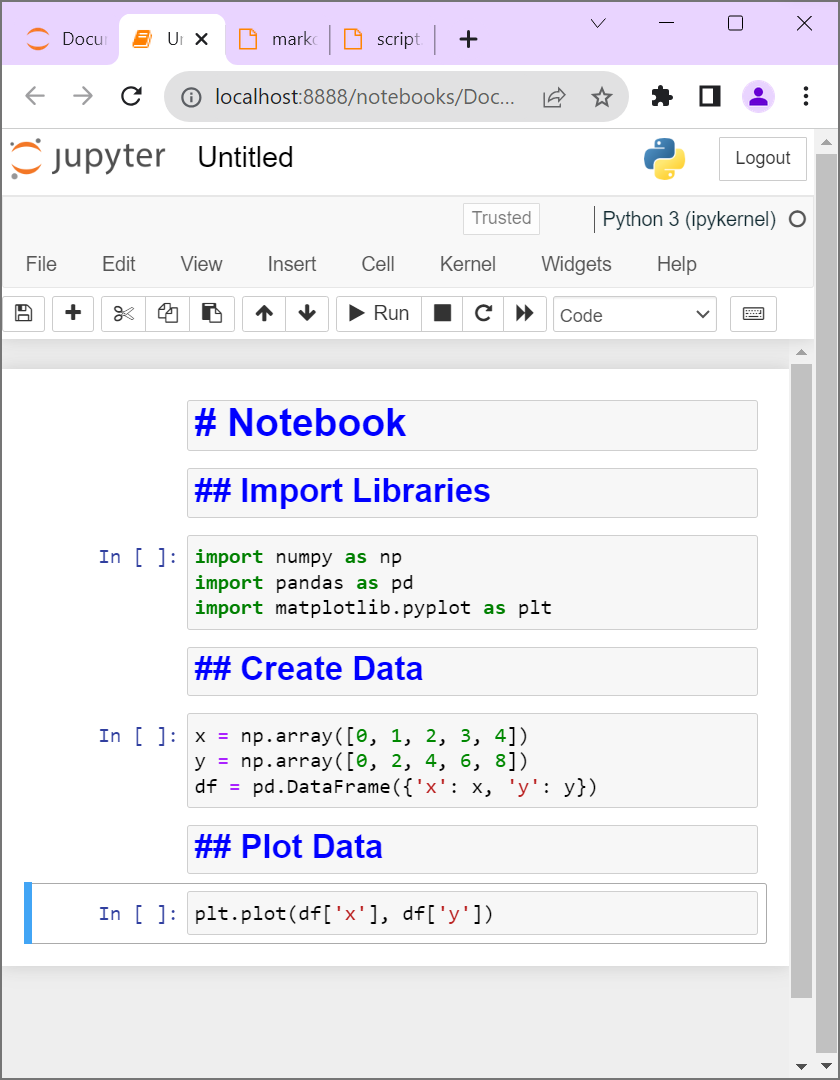 Docu
Un
marko
script.
localhost:8888/notebooks/Doc...
jupyter Untitled
Logout
Trusted
Python 3 (ipykernel)
File Edit View Insert Cell Kernel Widgets Help
Run
Code
# Notebook
## Import Libraries
In [ ]: import numpy as np
import pandas as pd
import matplotlib.pyplot as plt
## Create Data
In [ ]: x = np.array([0, 1, 2, 3, 4])
y = np.array([0, 2, 4, 6, 8])
df = pd.DataFrame({'x': x, 'y': y})
## Plot Data
In [ ]: plt.plot(df['x'], df['y'])